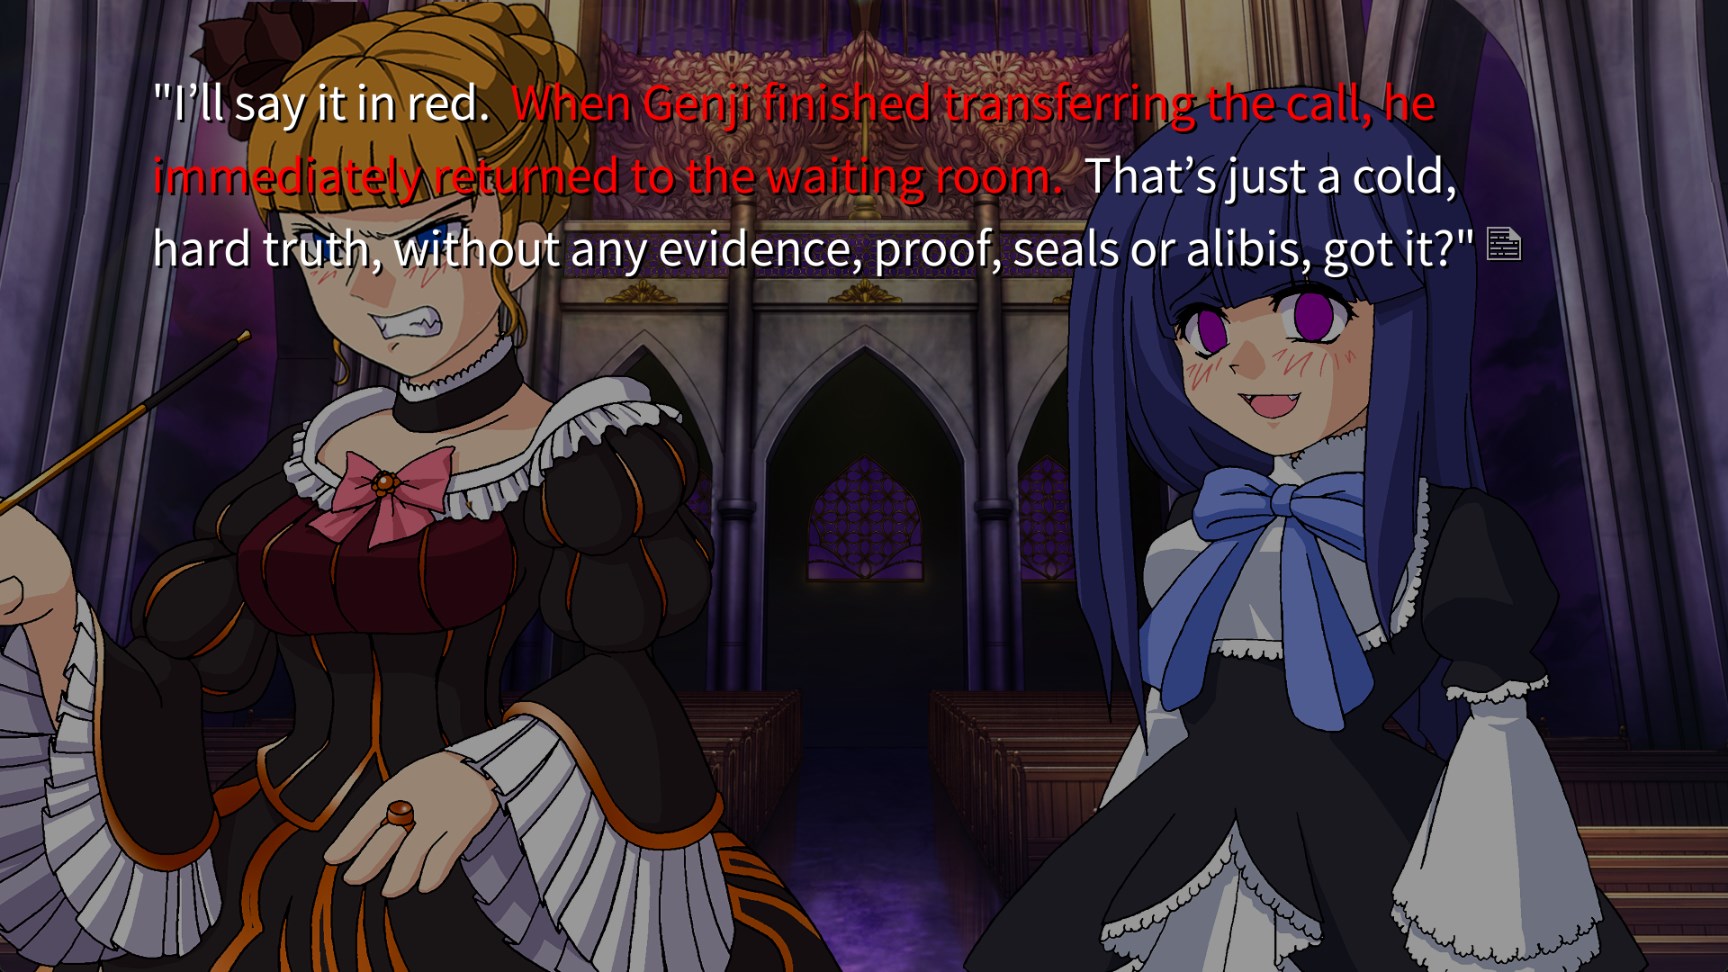 "I’ll say it in red. When Genji finished transferring the call, he
immediately returned to the waiting room. That’s just a cold,
hard truth, without any evidence, proof, seals or alibis, got it?"